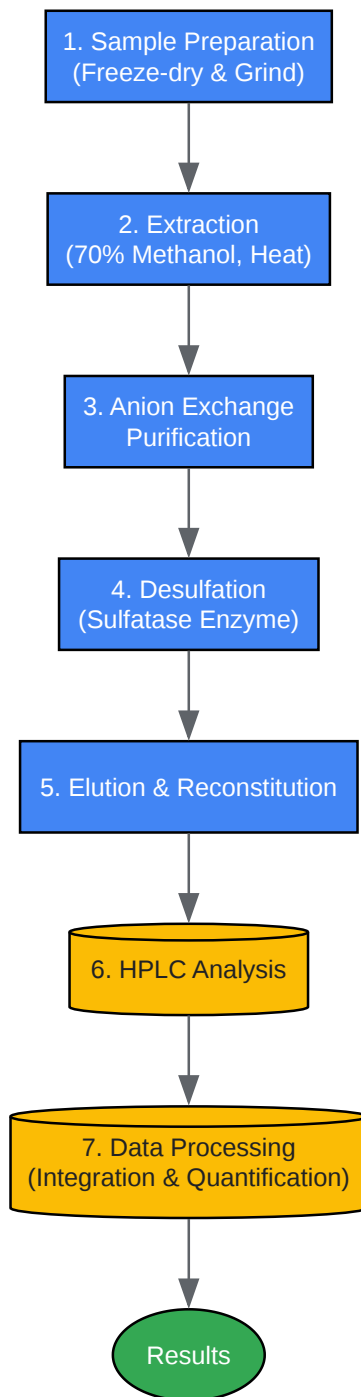 1. Sample Preparation
(Freeze-dry & Grind)
2. Extraction
(70% Methanol, Heat)
3. Anion Exchange
Purification
4. Desulfation
(Sulfatase Enzyme)
5. Elution & Reconstitution
6. HPLC Analysis
7. Data Processing
(Integration & Quantification)
Results